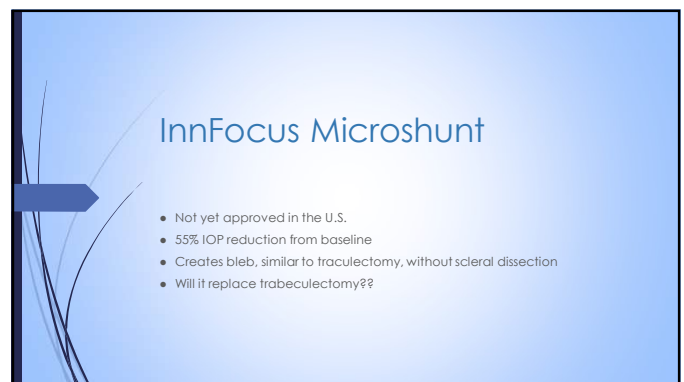 InnFocus Microshunt
● Not yet approved in the U.S.
● 55% IOP reduction from baseline
● Creates bleb, similar to traculectomy, without scleral dissection
● Will it replace trabeculectomy??